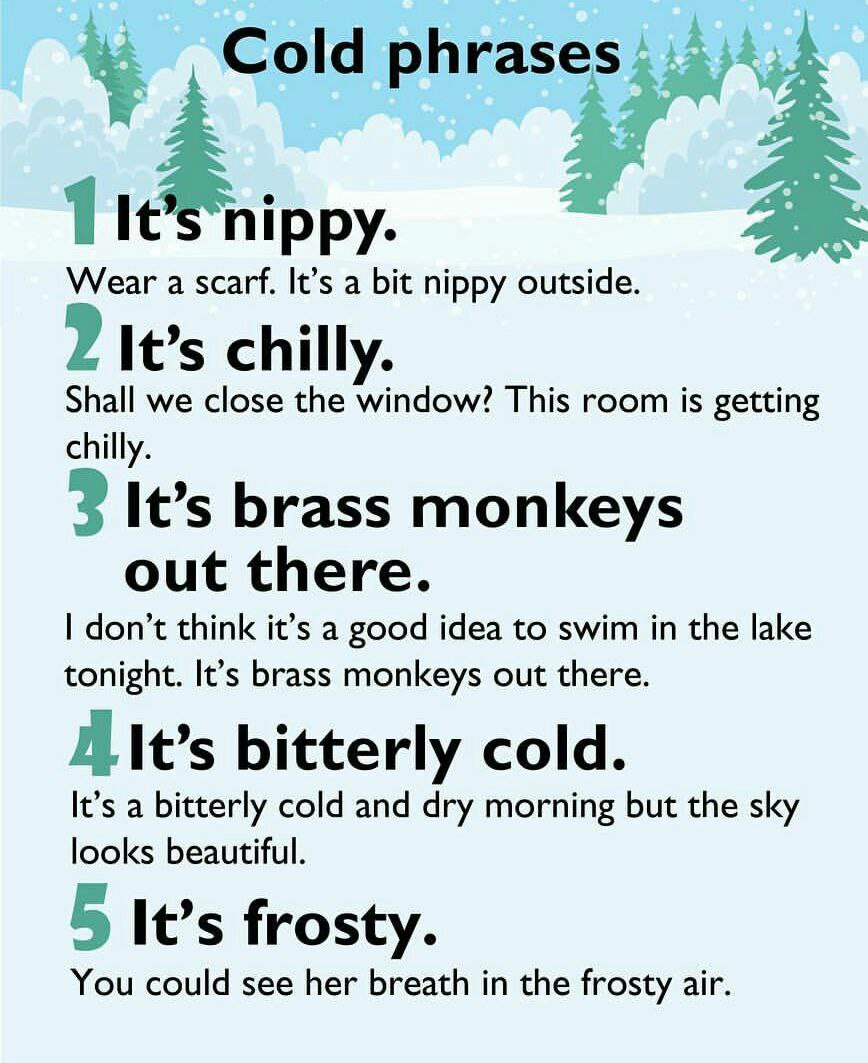 Cold phrases
1 It's nippy.
Wear a scarf. It's a bit nippy outside.
2 It's chilly.
Shall we close the window? This room is getting
chilly.
3 It's brass monkeys
out there.
I don't think it's a good idea to swim in the lake
tonight. It's brass monkeys out there.
4 It's bitterly cold.
It's a bitterly cold and dry morning but the sky
looks beautiful.
5 It's frosty.
You could see her breath in the frosty air.